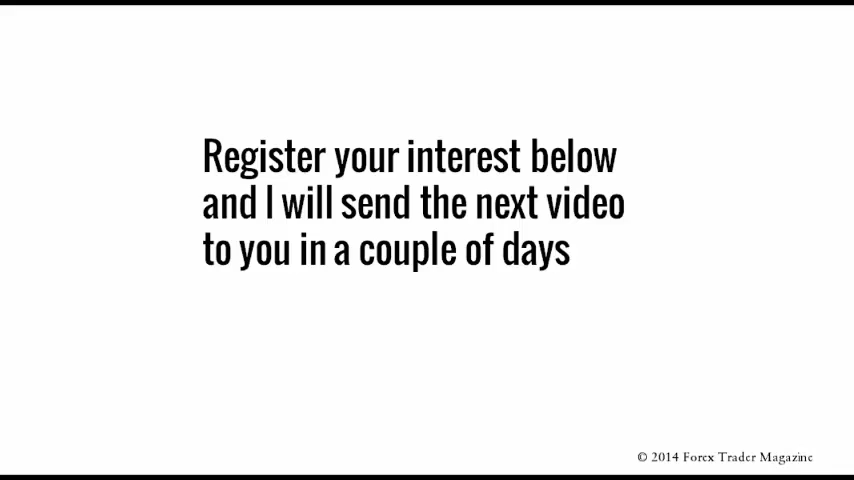 Register your interest below
and I will send the next video
to you in a couple of days
© 2014 Forex Trader Magazine